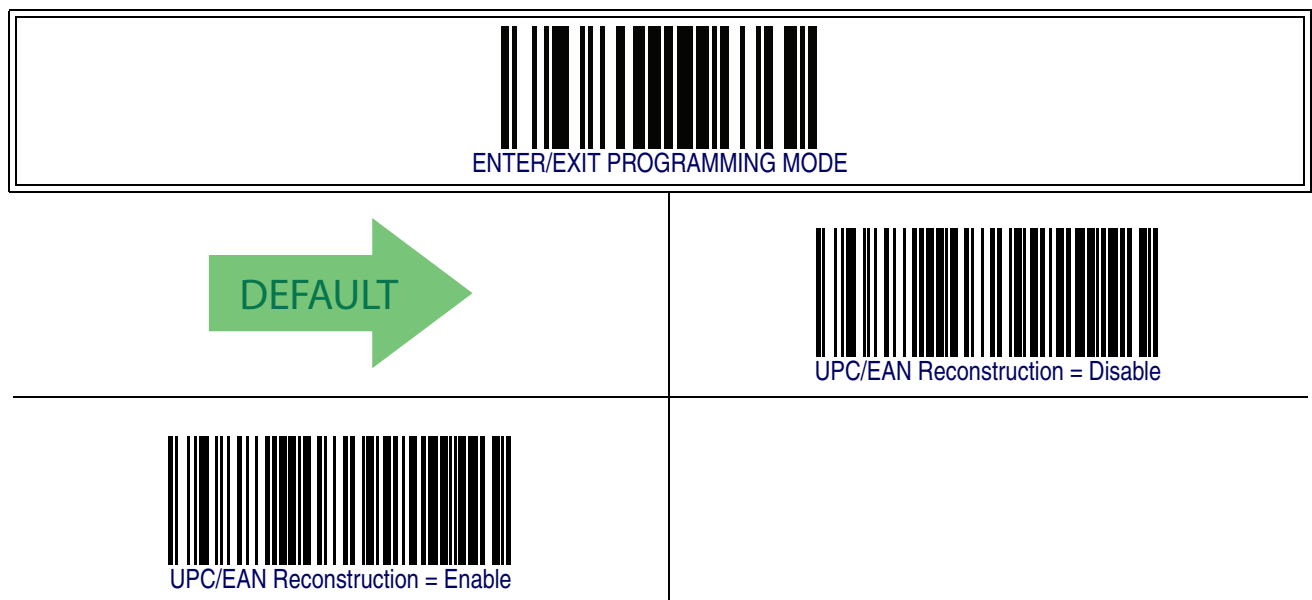 ENTER/EXIT PROGRAMMING MODE
DEFAULT
UPC/EAN Reconstruction = Disable
UPC/EAN Reconstruction = Enable